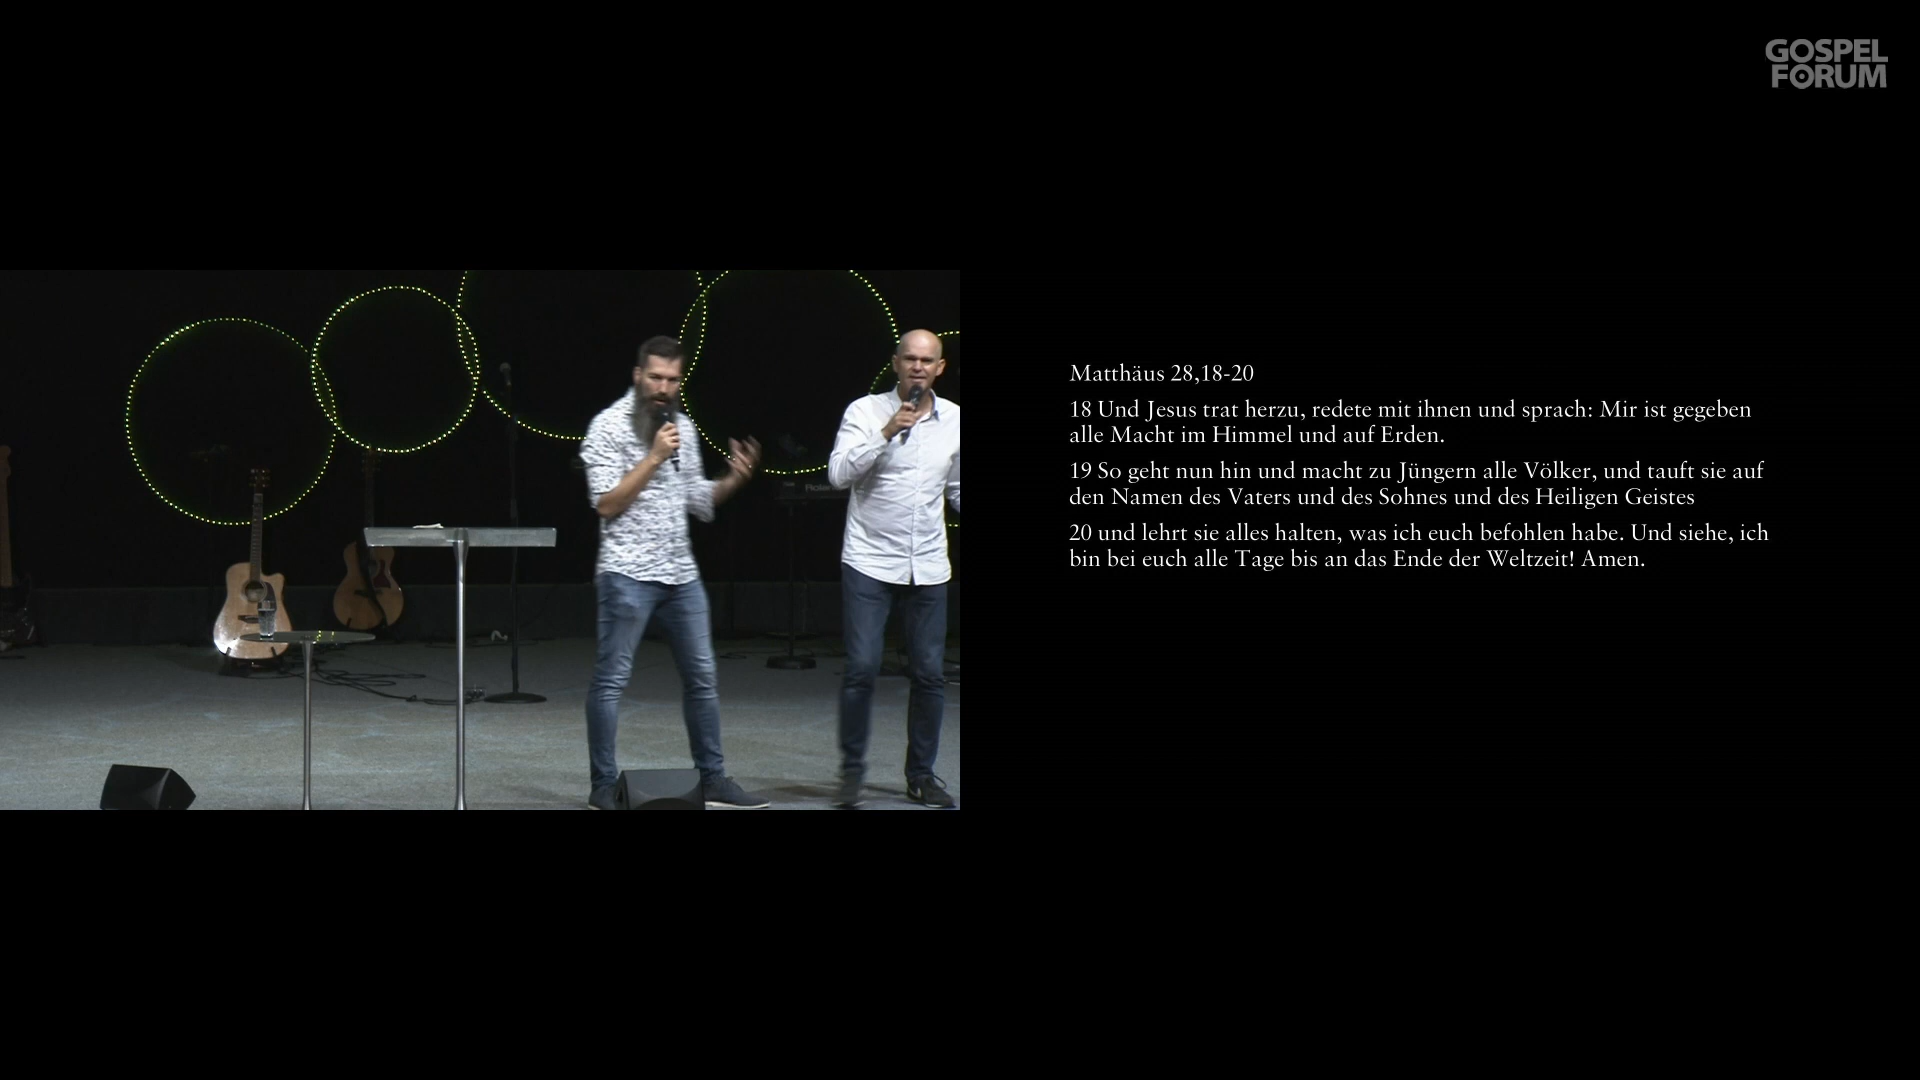 GOSPEL
FORUM
Roland
Matthäus 28,18-20
18 Und Jesus trat herzu, redete mit ihnen und sprach: Mir ist gegeben
alle Macht im Himmel und auf Erden.
19 So geht nun hin und macht zu Jüngern alle Völker, und tauft sie auf
den Namen des Vaters und des Sohnes und des Heiligen Geistes
20 und lehrt sie alles halten, was ich euch befohlen habe. Und siehe, ich
bin bei euch alle Tage bis an das Ende der Weltzeit! Amen.